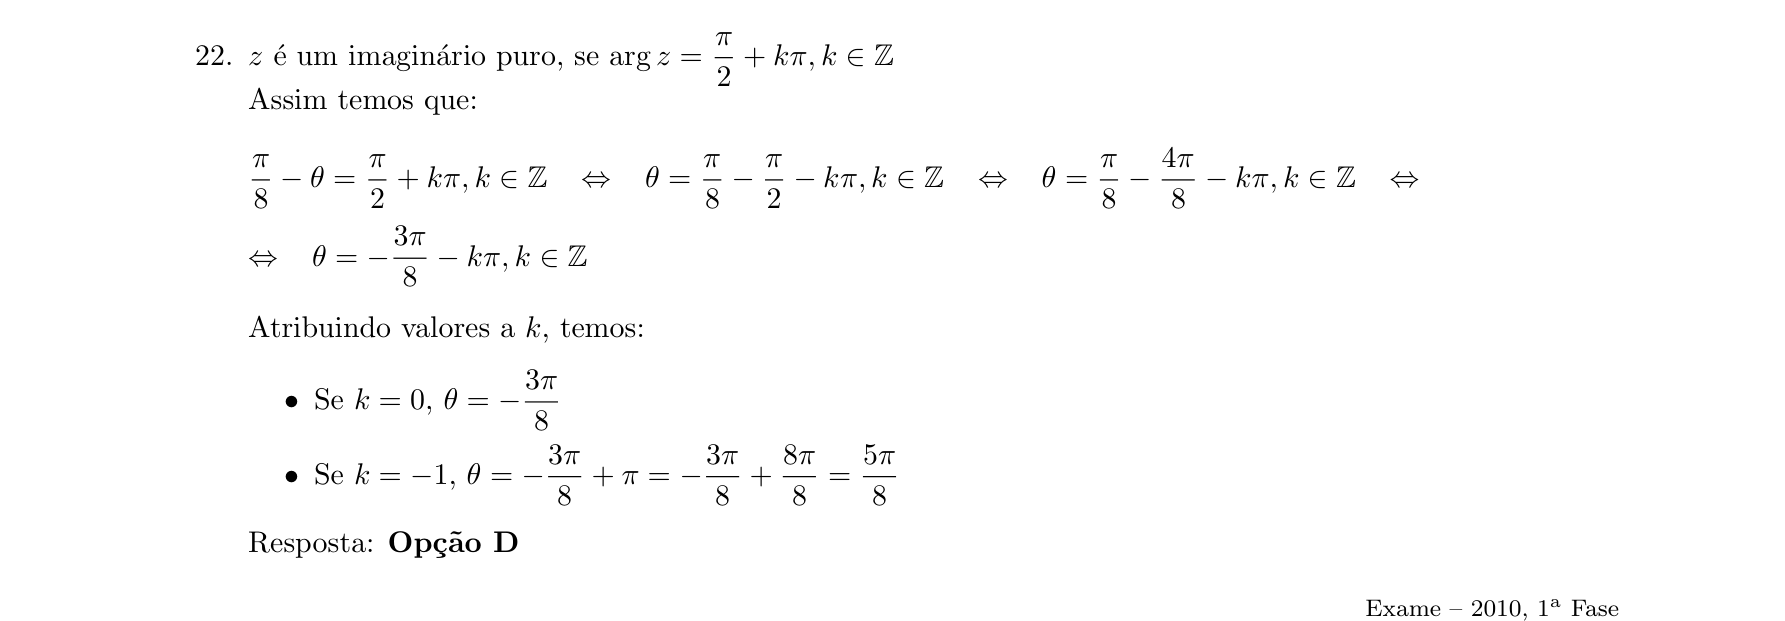 22. z é um imaginário puro, se arg z = π/2 + kπ, k ∈ ℤ
Assim temos que:
π/8 − θ = π/2 + kπ, k ∈ ℤ ⇔ θ = π/8 − π/2 − kπ, k ∈ ℤ ⇔ θ = π/8 − 4π/8 − kπ, k ∈ ℤ ⇔
⇔ θ = −3π/8 − kπ, k ∈ ℤ
Atribuindo valores a k, temos:
• Se k = 0, θ = −3π/8
• Se k = −1, θ = −3π/8 + π = −3π/8 + 8π/8 = 5π/8
Resposta: Opção D
Exame – 2010, 1ª Fase